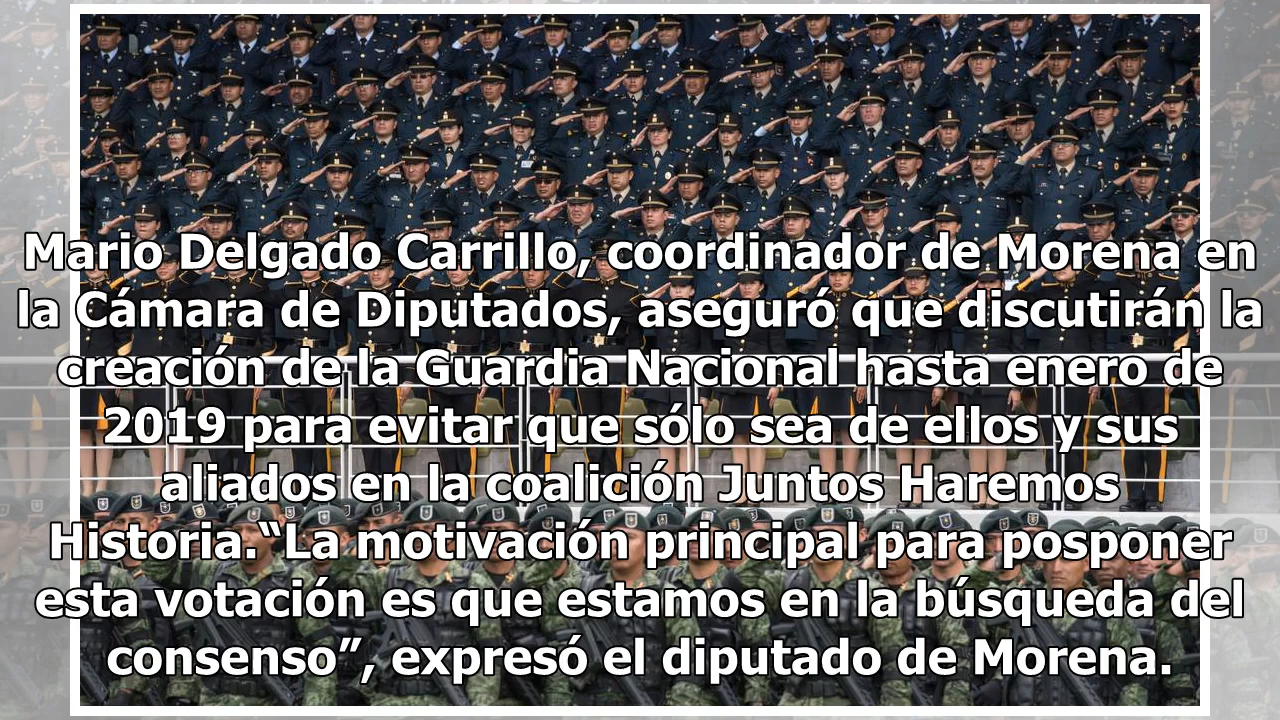 Mario Delgado Carrillo, coordinador de Morena en
la Cámara de Diputados, aseguró que discutirán la
creación de la Guardia Nacional hasta enero de
2019 para evitar que sólo sea de ellos y sus
aliados en la coalición Juntos Haremos
Historia.“La motivación principal para posponer
esta votación es que estamos en la búsqueda del
consenso”, expresó el diputado de Morena.